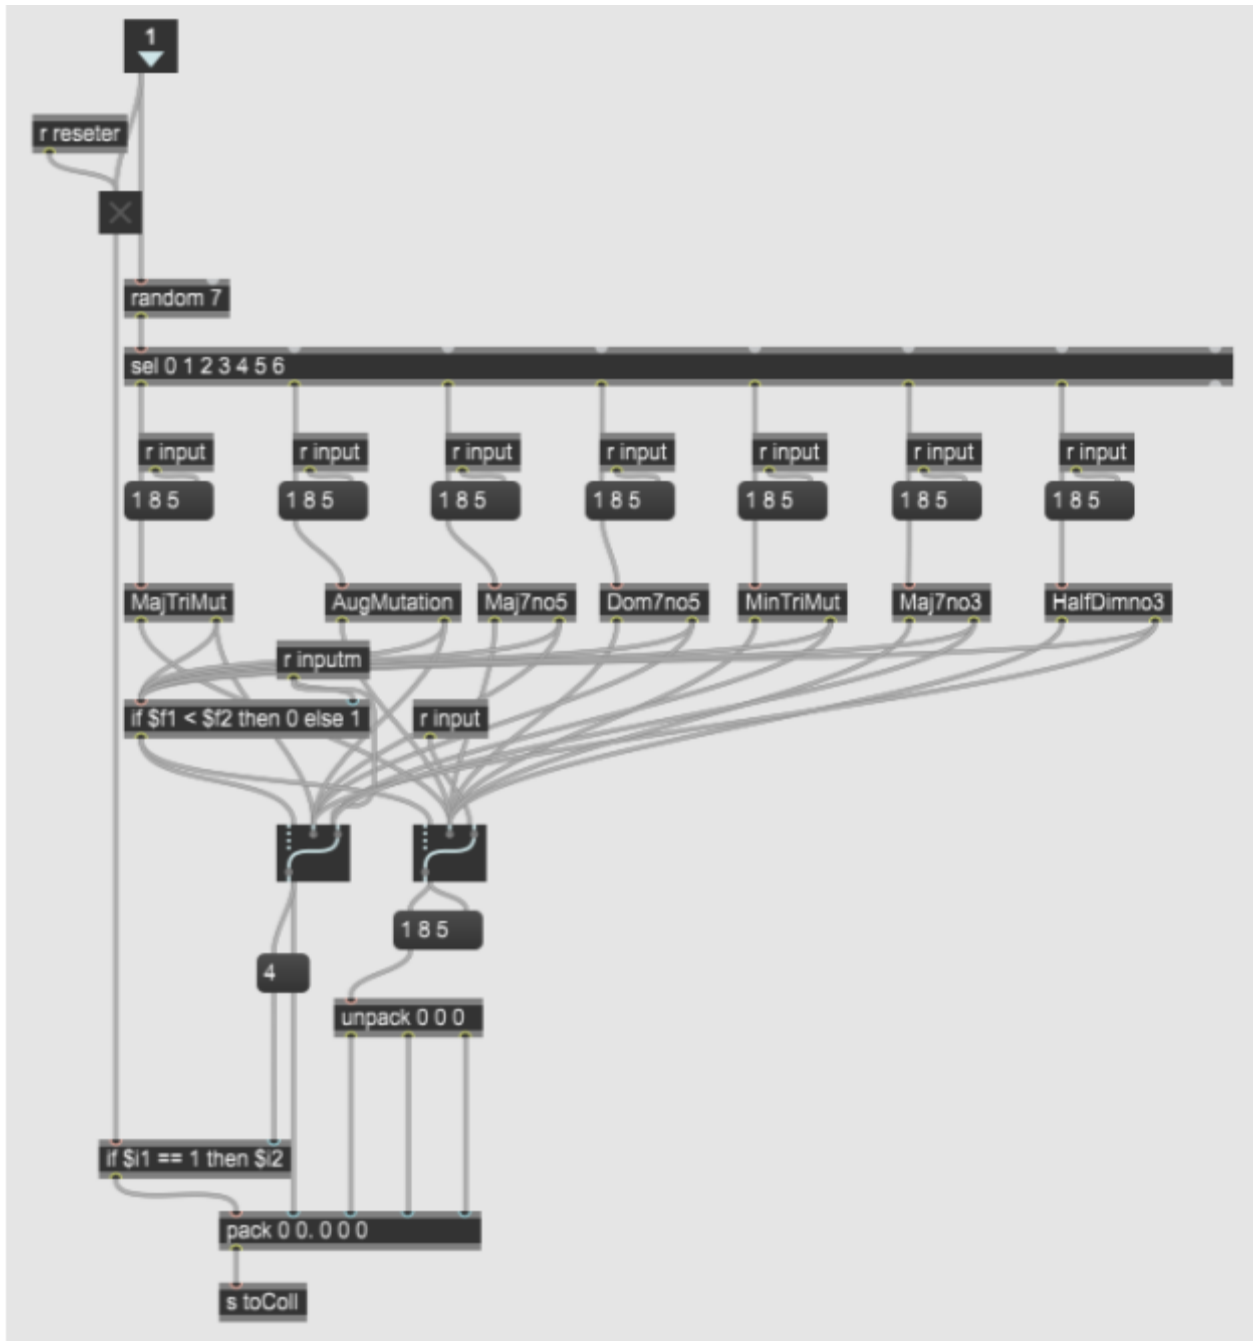 1
r reseter
random 7
sel 0 1 2 3 4 5 6
r input
r input
r input
r input
r input
r input
r input
1 8 5
1 8 5
1 8 5
1 8 5
1 8 5
1 8 5
1 8 5
MajTriMut
AugMutation
Maj7no5
Dom7no5
MinTriMut
Maj7no3
HalfDimno3
r inputm
if $f1 < $f2 then 0 else 1
r input
1 8 5
4
unpack 0 0 0
if $i1 == 1 then $i2
pack 0 0. 0 0 0
s toColl